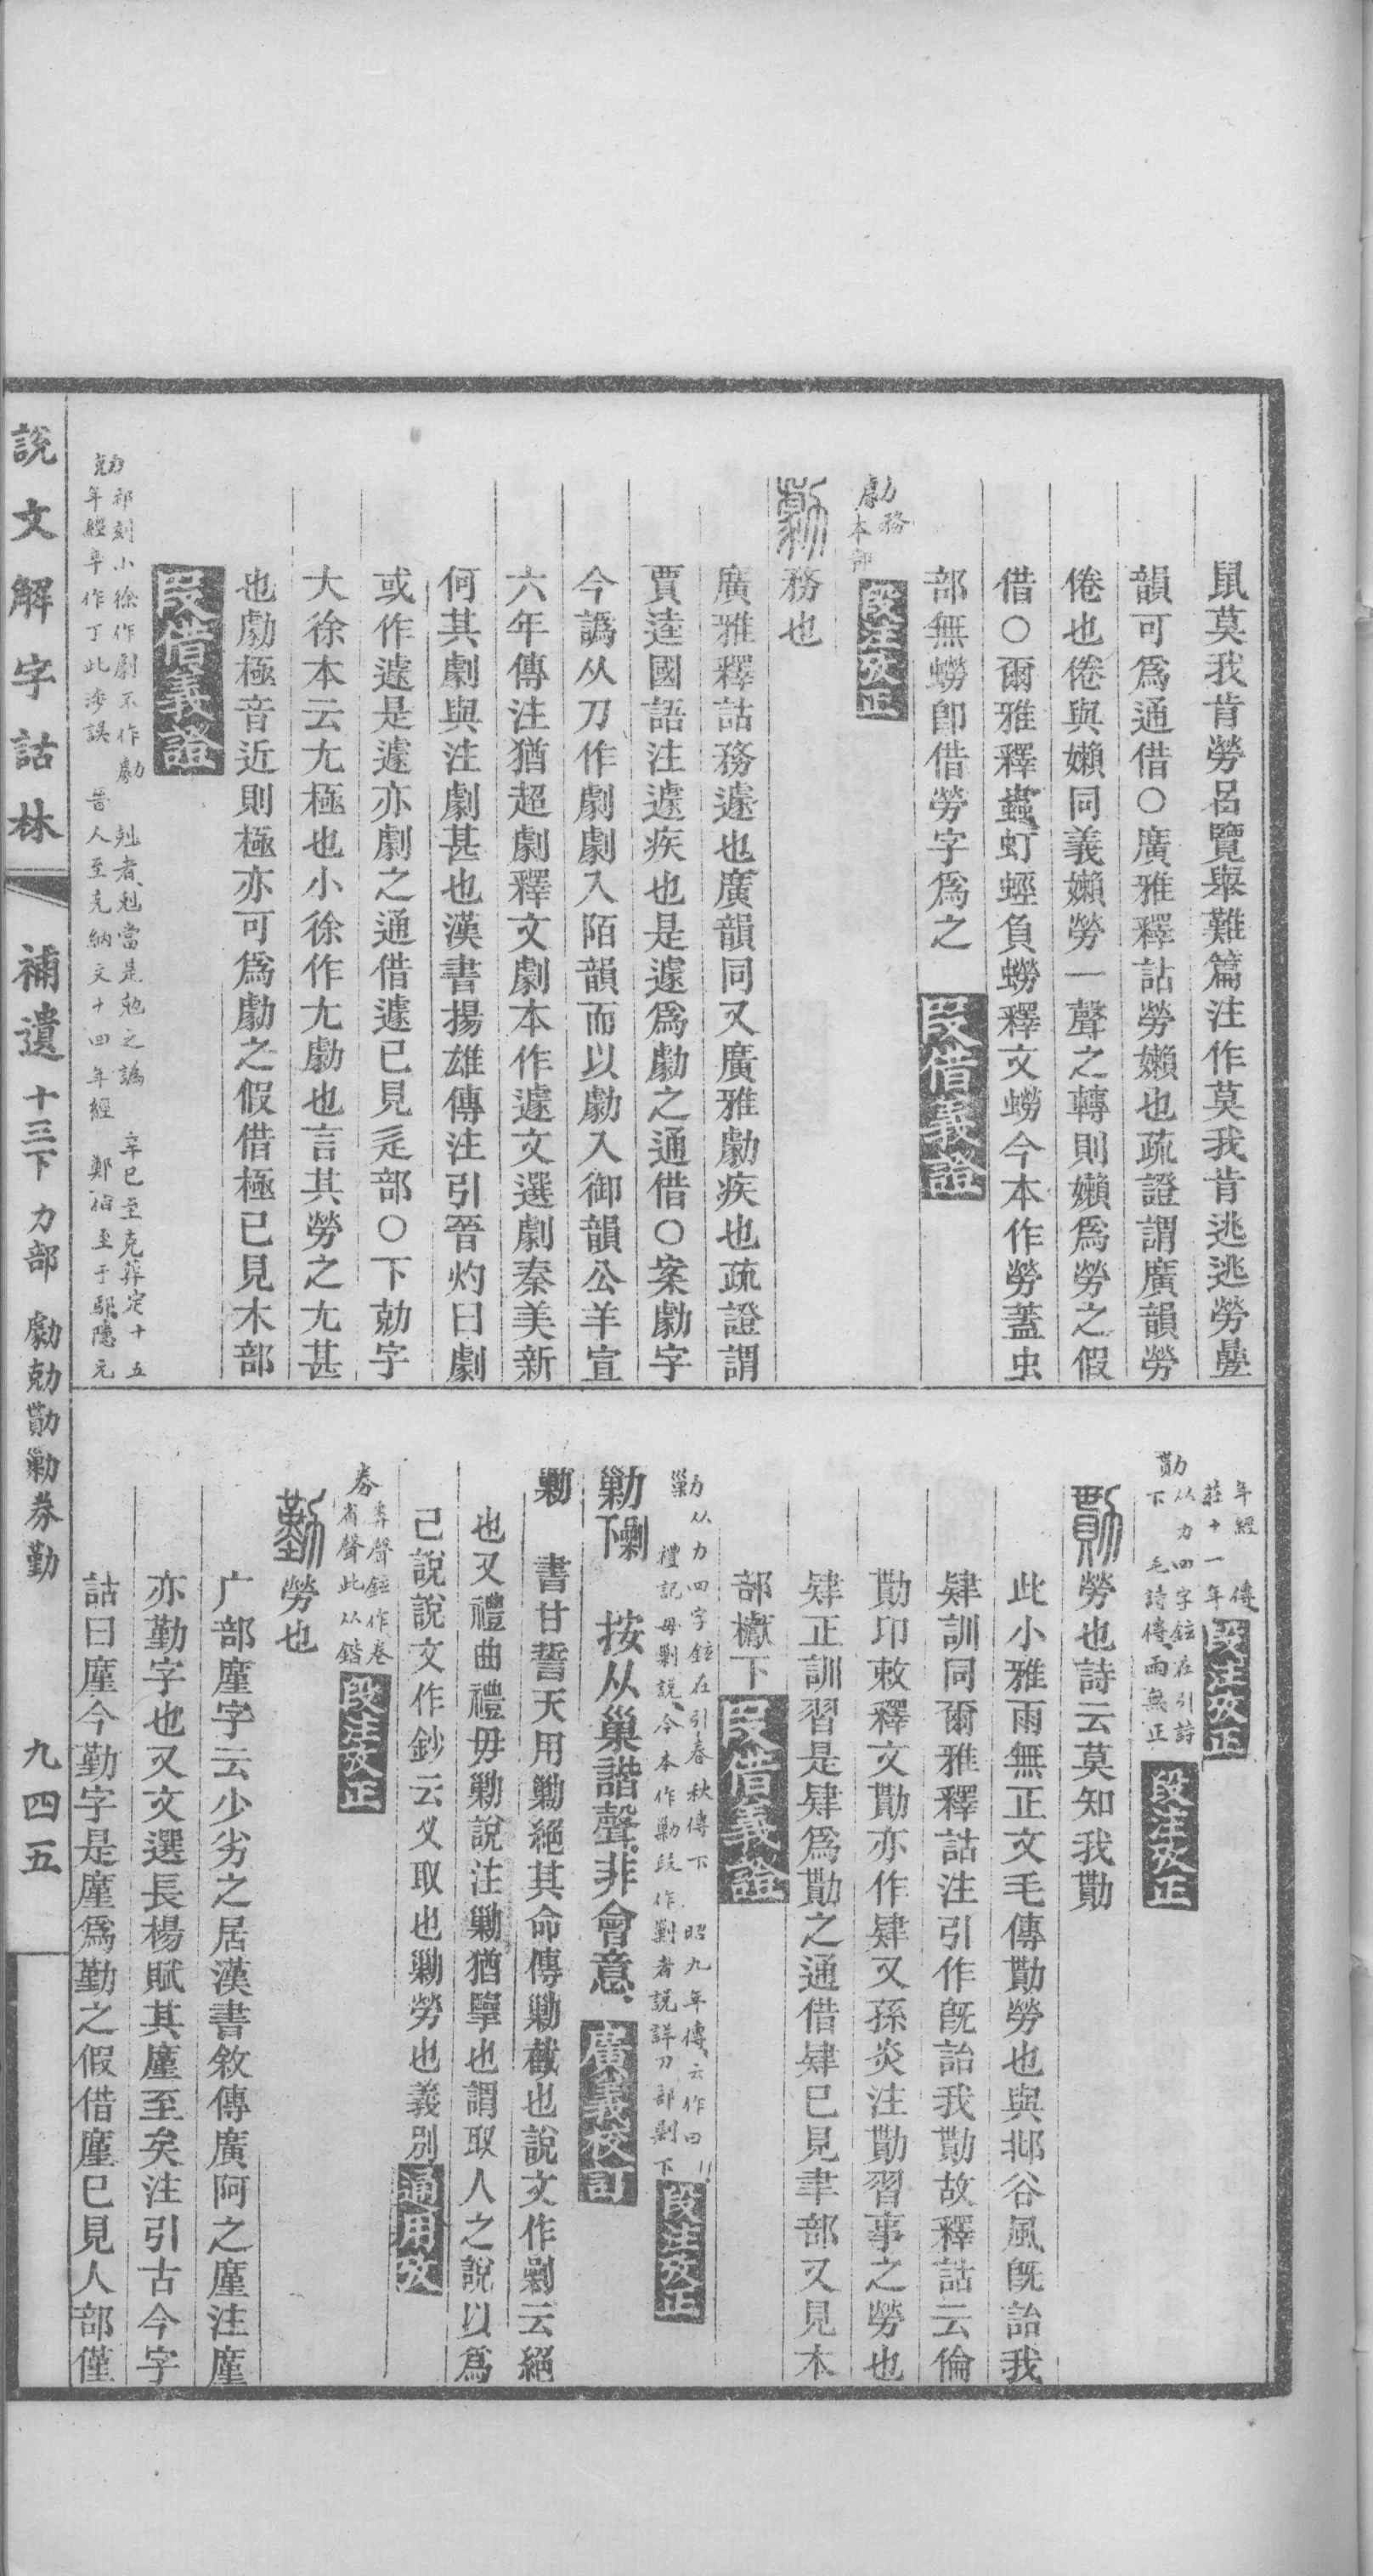 鼠莫我肯勞呂覽舉難篇注作莫我肯逃逃勞㬪
韻可爲通借○廣雅釋詁勞嬾也疏證謂廣韻勞
倦也倦與嬾同義嬾勞一聲之轉則嬾爲勞之假
借○爾雅釋蟲虰蛵負蟧釋文蟧今本作勞蓋虫
部無蟧卽借勞字爲之 段借義證
勮 務
本部 段注攷正
勮 務也
廣雅釋詁務遽也廣韻同又廣雅勮疾也疏證謂
賈逵國語注遽疾也是遽爲勮之通借○案勮字
今譌从刀作劇劇入陌韻而以勮入御韻公羊宣
六年傳注猶超劇釋文劇本作遽文選劇秦美新
何其劇與注劇甚也漢書揚雄傳注引晉灼曰劇
或作遽是遽亦劇之通借遽已見辵部○下勀字
大徐本云尤極也小徐作尤勮也言其勞之尤甚
也勮極音近則極亦可爲勮之假借極已見木部
段借義證
勀 祁刻小徐作劇不作勮 尅者尅當是勊之譌 辛巳至克葬定十五
年經辛作丁此涉誤 晉人至克納文十四年經 鄭伯至于鄢隱元
年經 傳
莊十一年 段注攷正
勩 从力四字鉉在引詩
下 毛詩傳雨無正 段注攷正
勩 勞也詩云莫知我勩
此小雅雨無正文毛傳勩勞也與邶谷風旣詒我
肄訓同爾雅釋詁注引作旣詒我勩故釋詁云倫
勩卭敕釋文勩亦作肄又孫炎注勩習事之勞也
肄正訓習是肄爲勩之通借肄已見聿部又見木
部櫱下 段借義證
勦 从力四字鉉在引春秋傳下 昭九年傳云作曰
禮記毋勦說今本作勦段作剿者說詳刀部剿下 段注攷正
勦下剿 按从巢諧聲非會意 廣義校訂
勦 書甘誓天用勦絕其命傳勦截也說文作剿云絕
也又禮曲禮毋勦說注勦猶擥也謂取人之說以爲
己說說文作鈔云叉取也勦勞也義別 通用攷
券 𢍏聲鉉作卷
省聲此从鍇 段注攷正
勤 勞也
广部廑字云少劣之居漢書敘傳廣阿之廑注廑
亦勤字也又文選長楊賦其廑至矣注引古今字
詁曰廑今勤字是廑爲勤之假借廑已見人部僅
說文解字詁林 補遺 十三下 力部 勮勀勩勦券勤 九四五